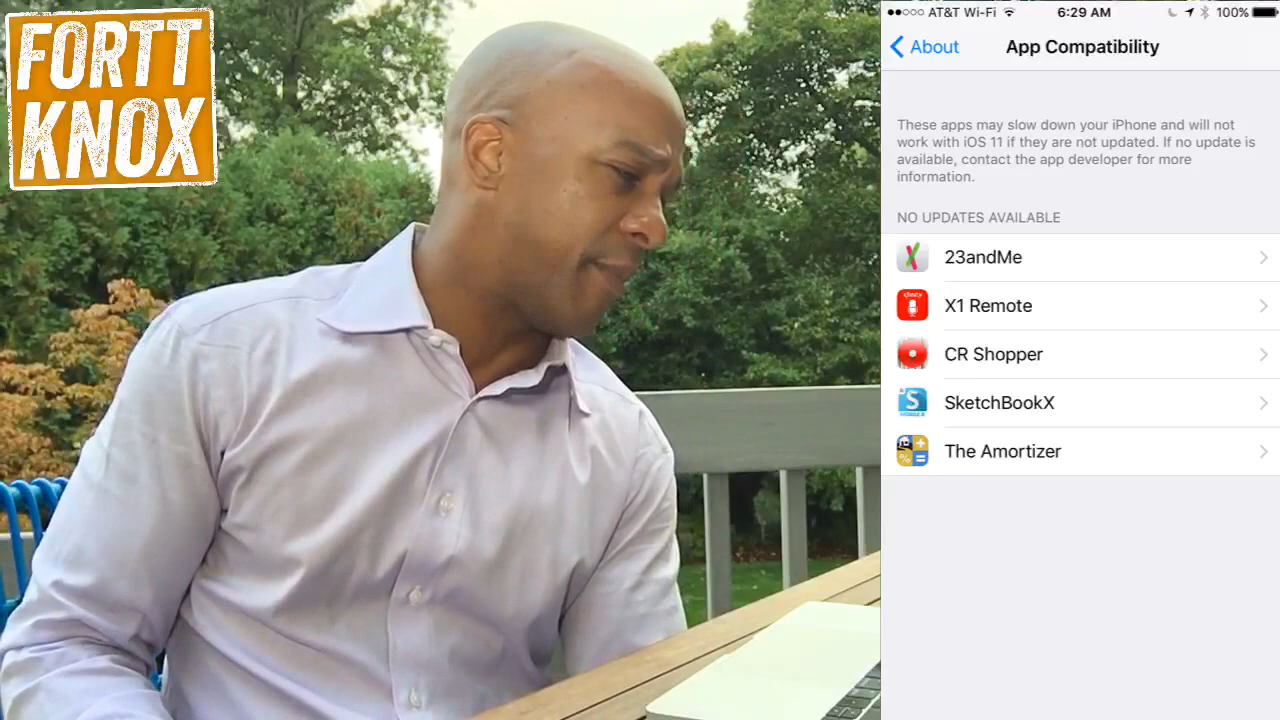 FORTT
KNOX
AT&T Wi-Fi 6:29 AM 100%
About App Compatibility
These apps may slow down your iPhone and will not
work with iOS 11 if they are not updated. If no update is
available, contact the app developer for more
information.
NO UPDATES AVAILABLE
23andMe
xfinity
X1 Remote
CR Shopper
S
MOBILE X
SketchBookX
%
The Amortizer